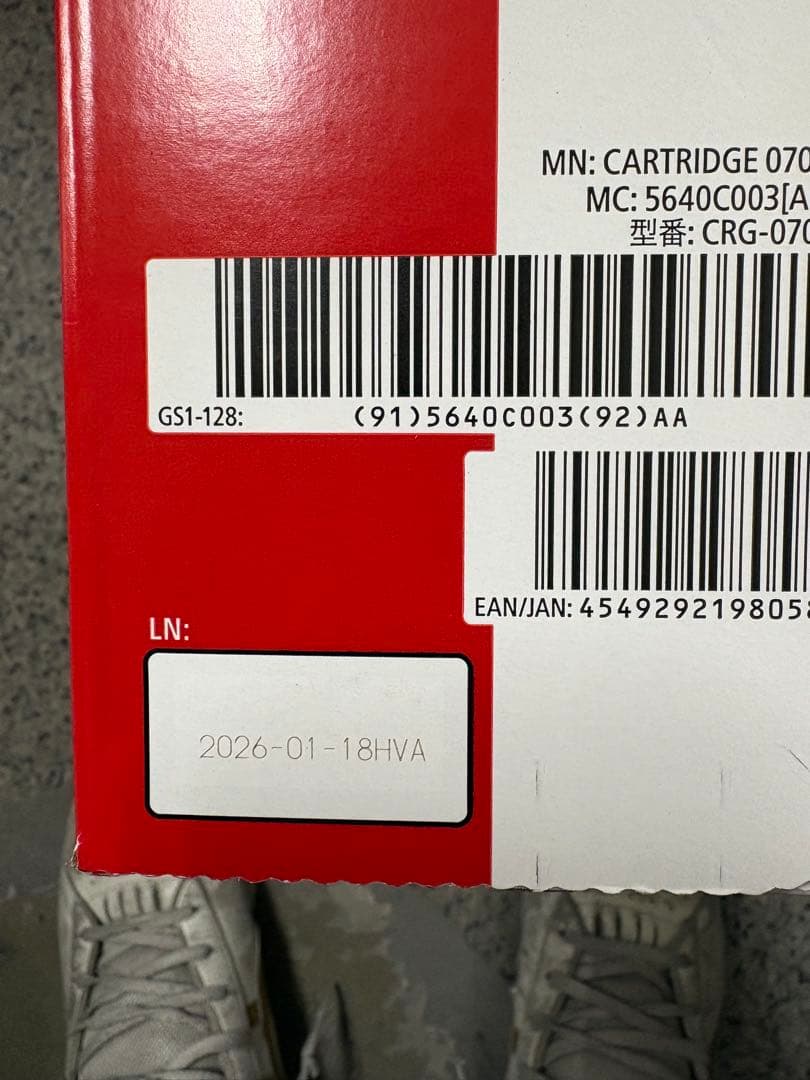 MN: CARTRIDGE 070
MC: 5640C003[A
型番: CRG-070
GS1-128: (91)5640C003(92)AA
EAN/JAN: 454929219805
LN:
2026-01-18HVA